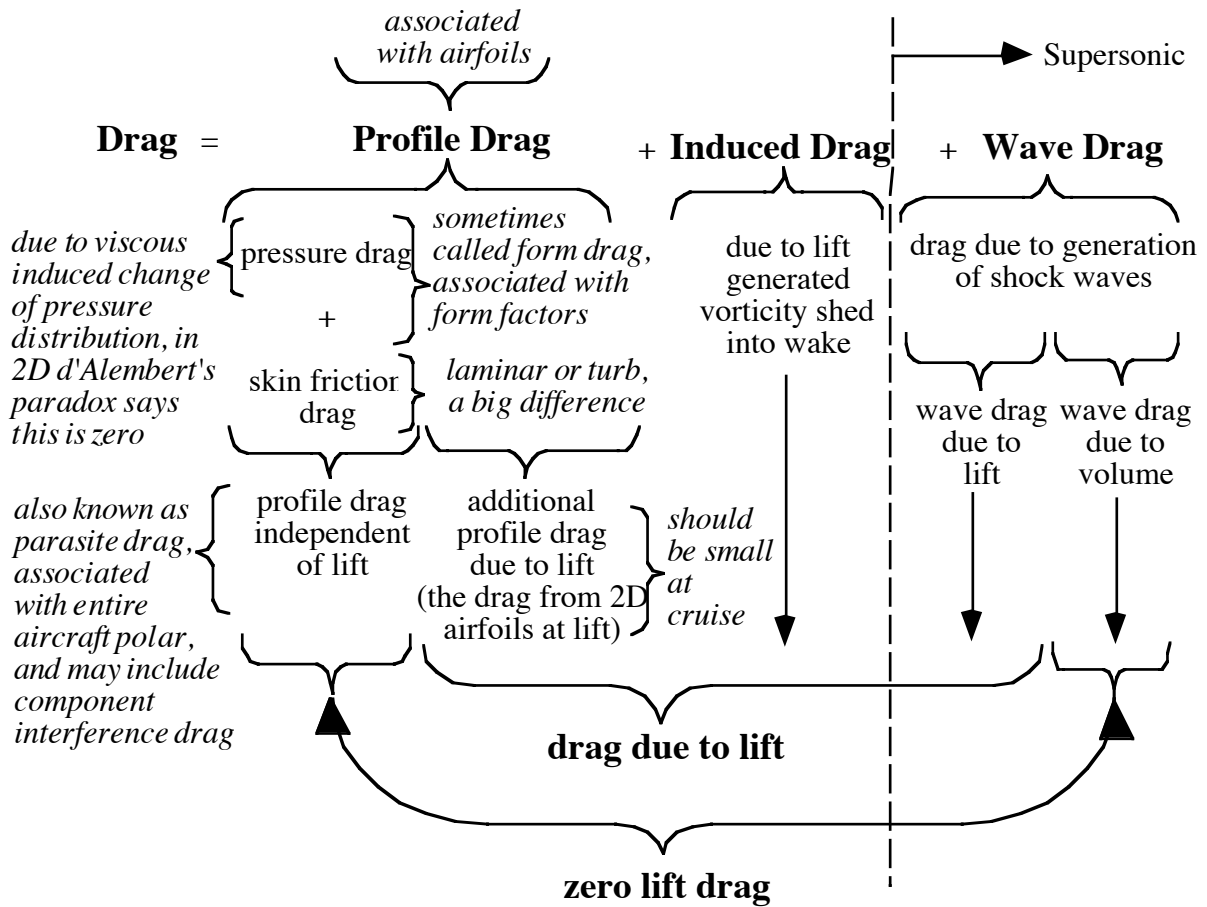 associated
with airfoils
Supersonic
Drag = Profile Drag + Induced Drag + Wave Drag
due to viscous
induced change
of pressure
distribution, in
2D d'Alembert's
paradox says
this is zero
pressure drag
+
skin friction
drag
sometimes
called form drag,
associated with
form factors
laminar or turb,
a big difference
due to lift
generated
vorticity shed
into wake
drag due to generation
of shock waves
wave drag
due to
lift
wave drag
due to
volume
also known as
parasite drag,
associated
with entire
aircraft polar,
and may include
component
interference drag
profile drag
independent
of lift
additional
profile drag
due to lift
(the drag from 2D
airfoils at lift)
should
be small
at
cruise
drag due to lift
zero lift drag